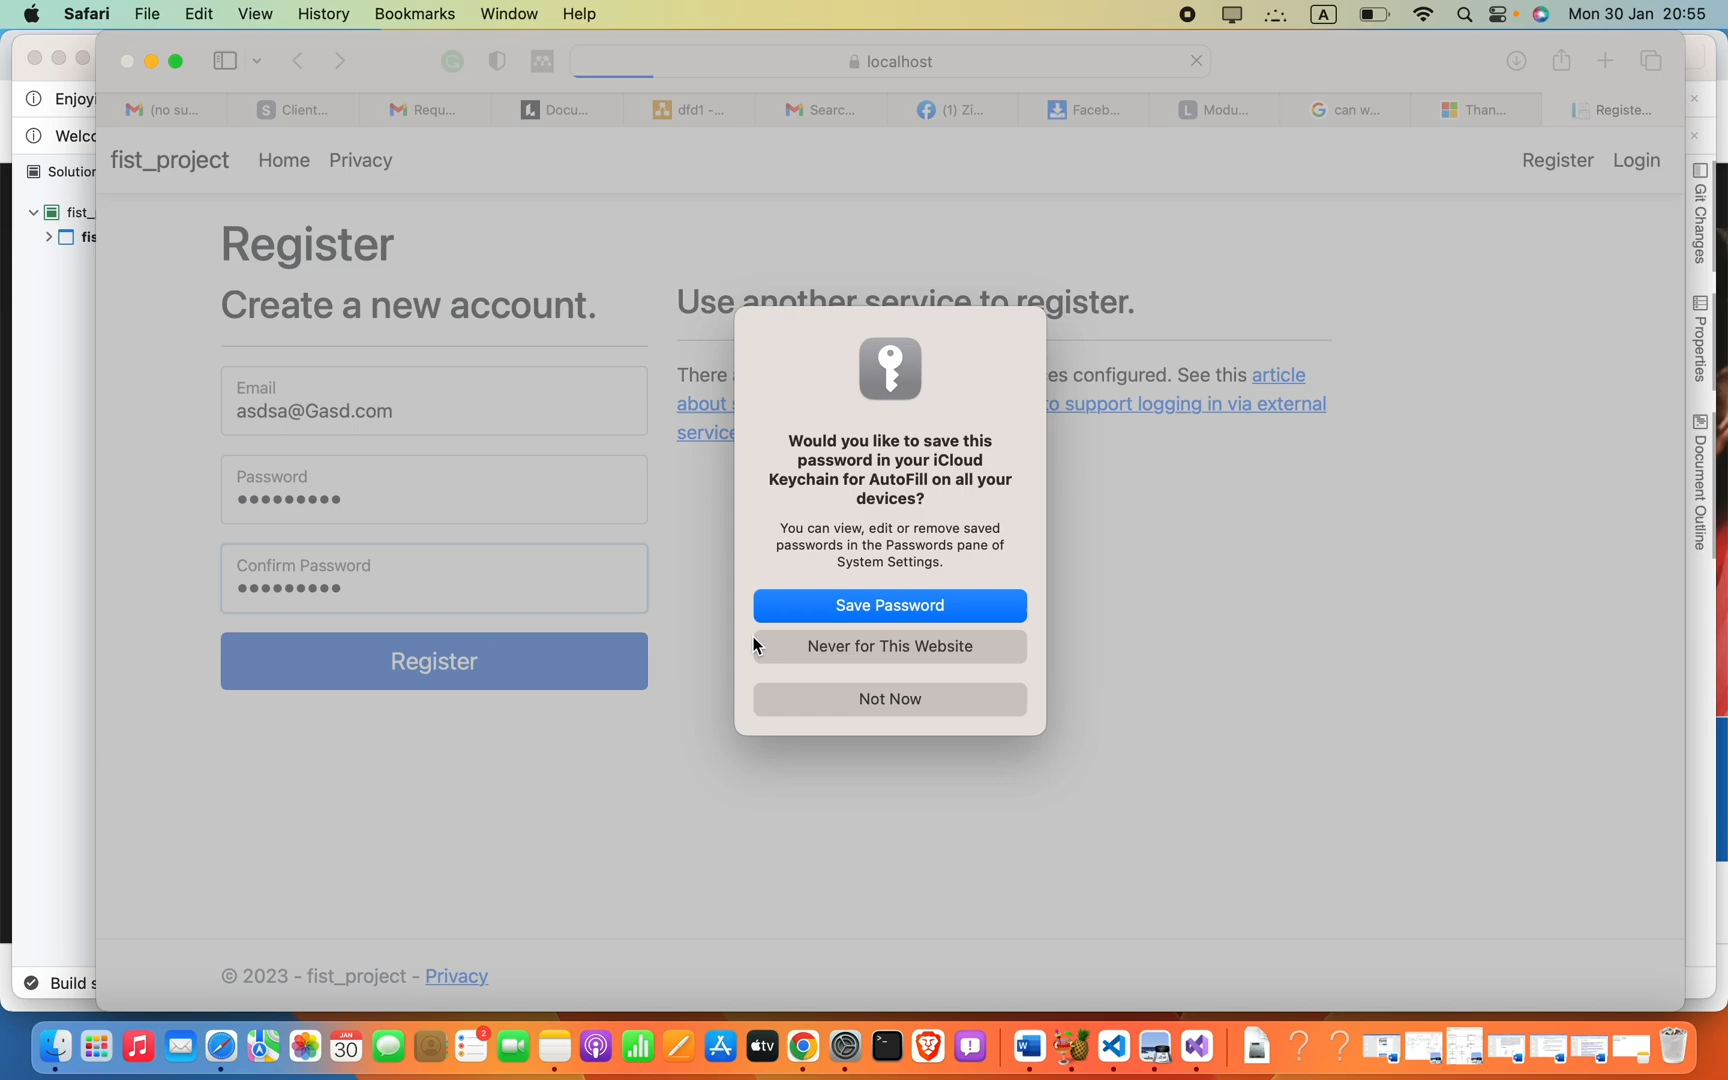 Safari File Edit View History Bookmarks Window Help A Mon 30 Jan 20:55
localhost
Enjoyi
(no su... S Client... Requ... Docu... dfd1 -... Searc... (1) Zi... Faceb... L Modu... can w... Than... Registe...
Welco
fist_project Home Privacy Register Login
Solution
fist_
fis
Git Changes
Properties
Document Outline
Register
Create a new account.
Use another service to register.
Email
asdsa@Gasd.com
Password
•••••••••
Confirm Password
•••••••••
Register
There
es configured. See this article
about
to support logging in via external
service
Would you like to save this
password in your iCloud
Keychain for AutoFill on all your
devices?
You can view, edit or remove saved
passwords in the Passwords pane of
System Settings.
Save Password
Never for This Website
Not Now
© 2023 - fist_project - Privacy
Build s
JAN
30
2
tv